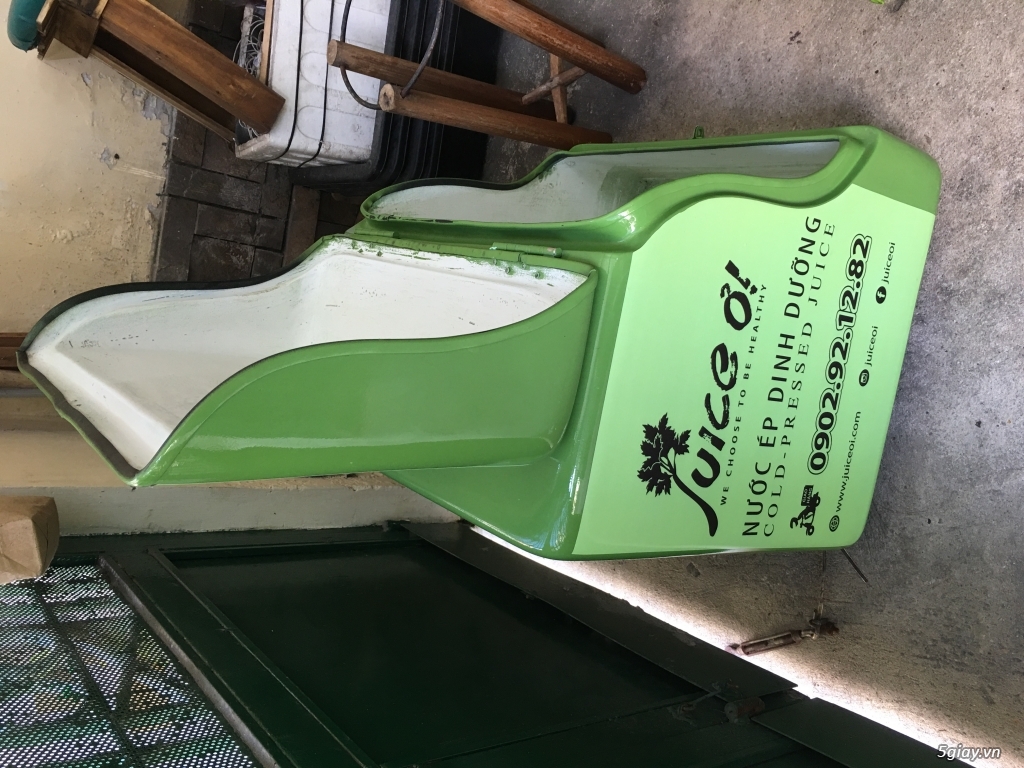 Juice ơi!
WE CHOOSE TO BE HEALTHY
NƯỚC ÉP DINH DƯỠNG
COLD-PRESSED JUICE
0902.92.12.82
www.juiceoi.com juiceoi juiceoi
5giay.vn